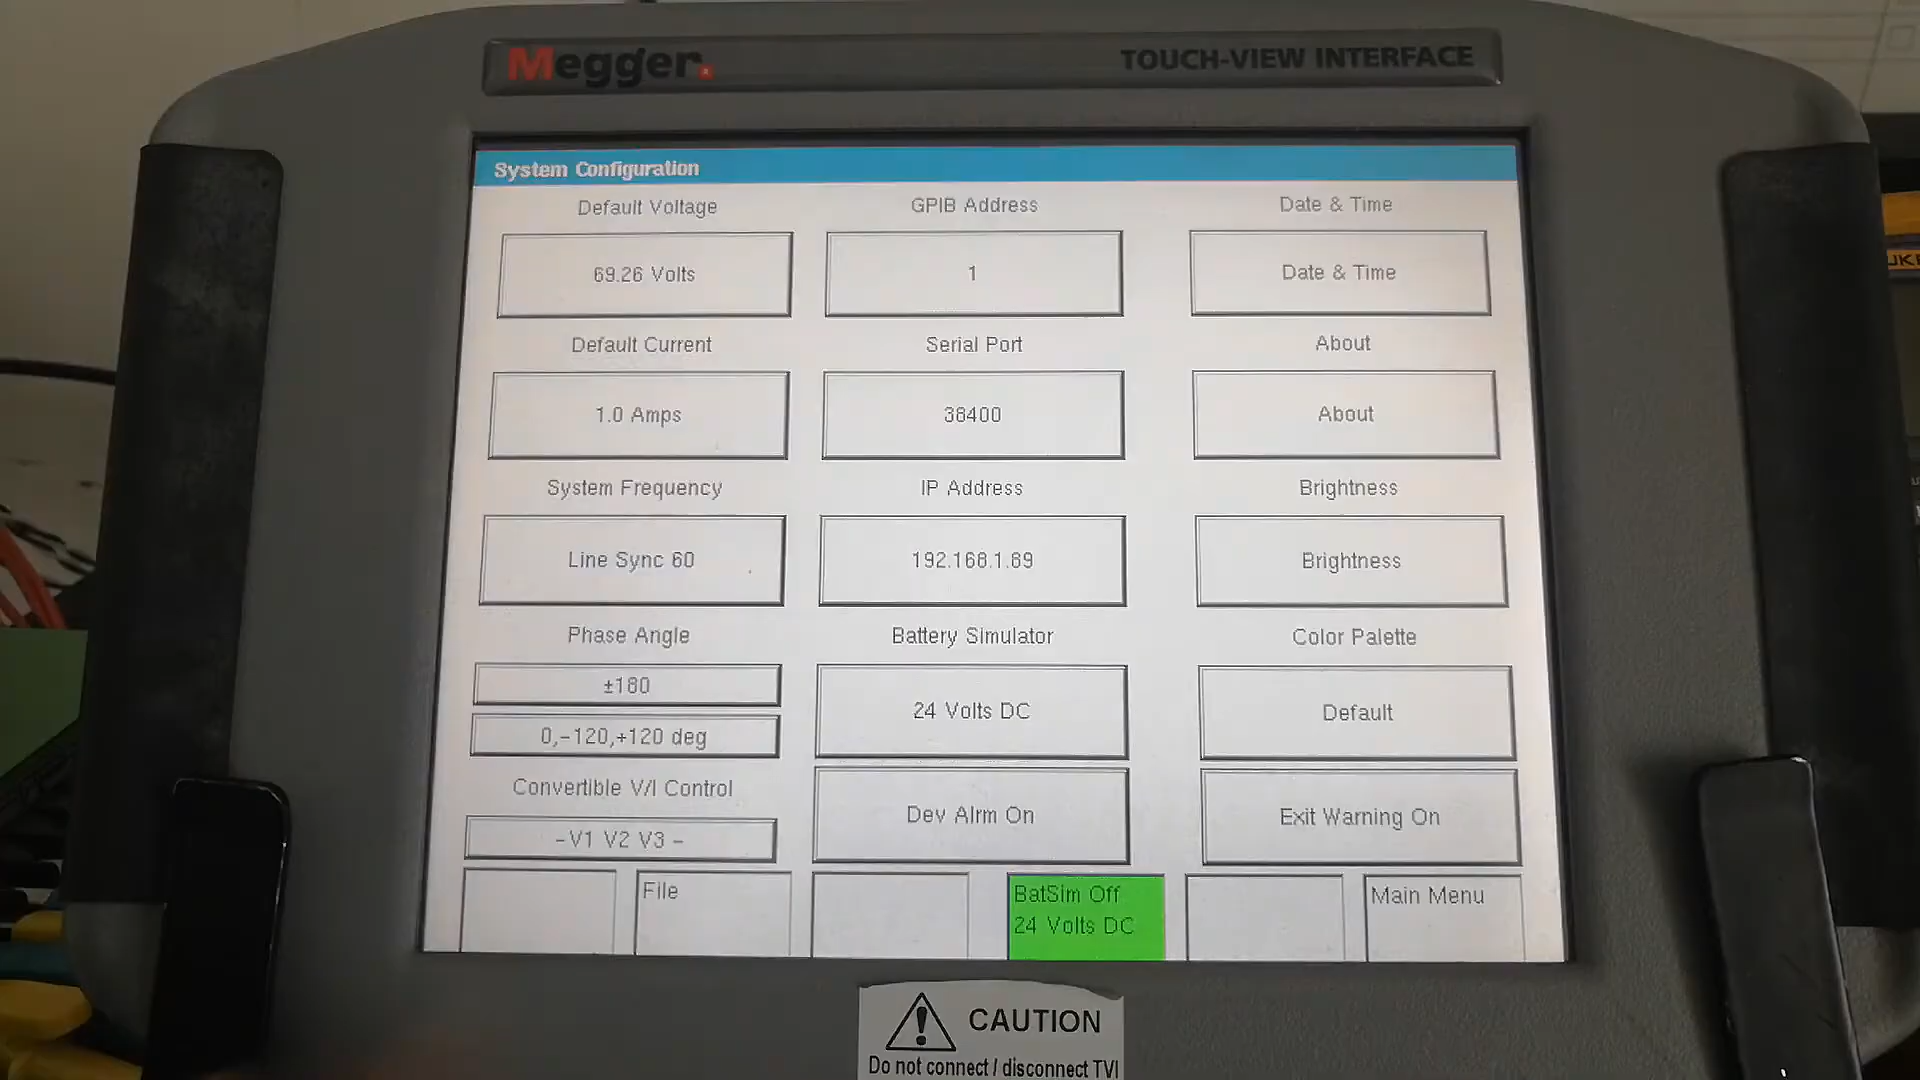 Megger.
TOUCH-VIEW INTERFACE
System Configuration
Default Voltage
GPIB Address
Date & Time
69.26 Volts
1
Date & Time
Default Current
Serial Port
About
1.0 Amps
38400
About
System Frequency
IP Address
Brightness
Line Sync 60
192.168.1.89
Brightness
Phase Angle
Battery Simulator
Color Palette
±180
24 Volts DC
Default
0,-120,+120 deg
Convertible V/I Control
Dev Alrm On
Exit Warning On
-V1 V2 V3 -
File
BatSim Off
24 Volts DC
Main Menu
CAUTION
Do not connect / disconnect TVI